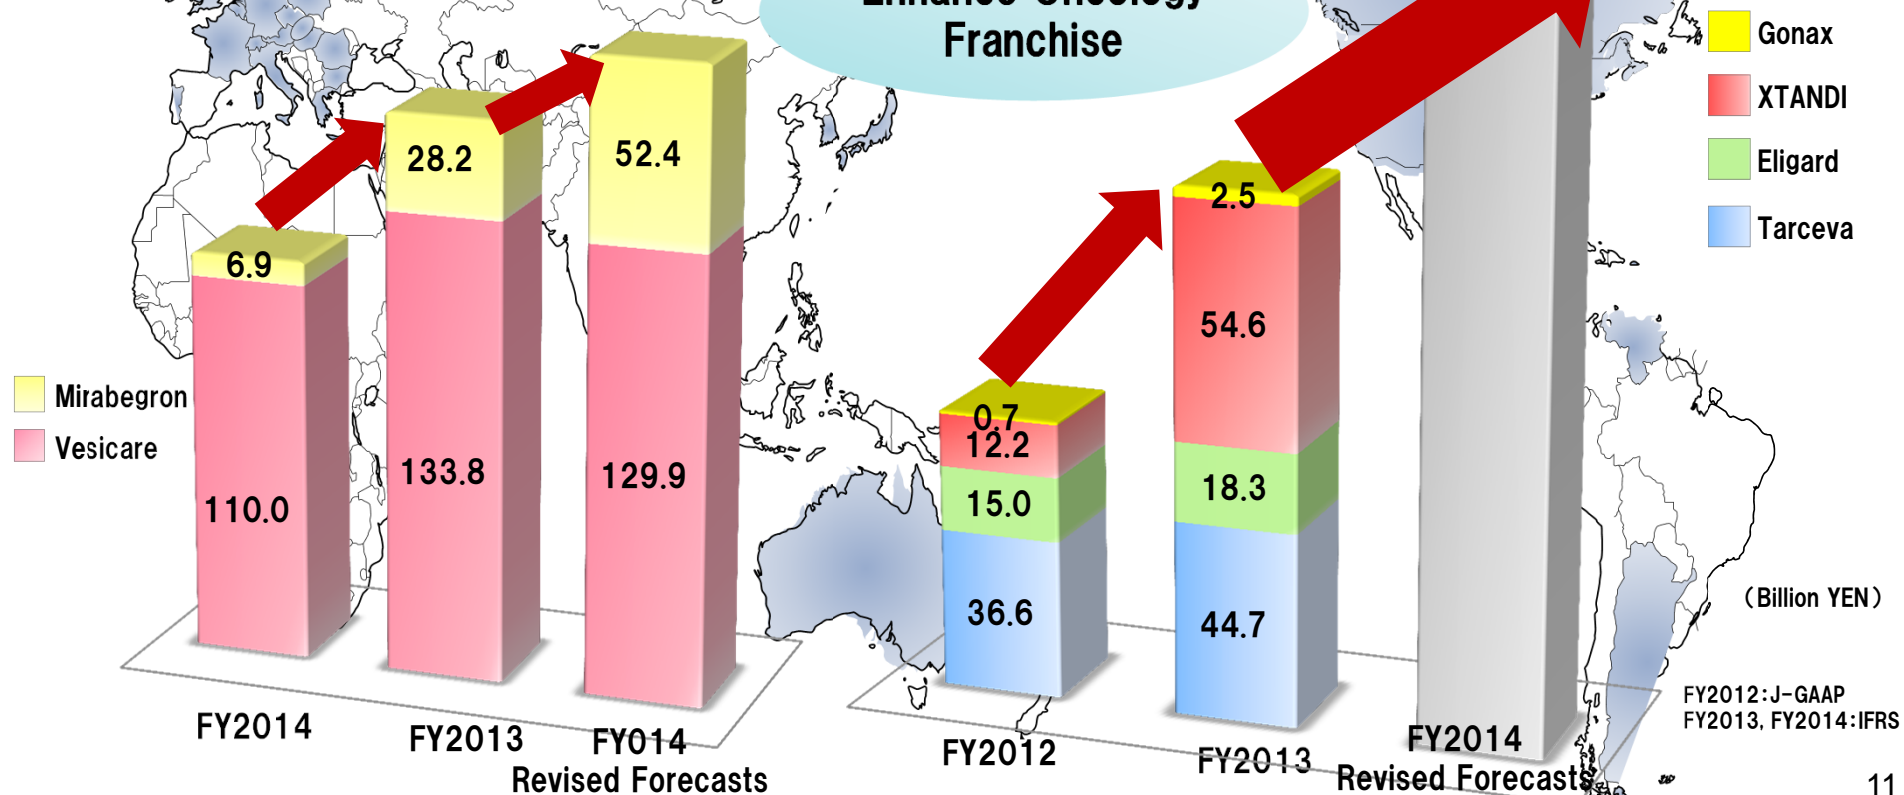 Enhance Oncology
Franchise
Gonax
XTANDI
Eligard
Tarceva
Mirabegron
Vesicare
6.9
110.0
28.2
133.8
52.4
129.9
0.7
12.2
15.0
36.6
2.5
54.6
18.3
44.7
FY2014
FY2013
FY014
Revised Forecasts
FY2012
FY2013
FY2014
Revised Forecasts
(Billion YEN)
FY2012:J-GAAP
FY2013, FY2014:IFRS
11